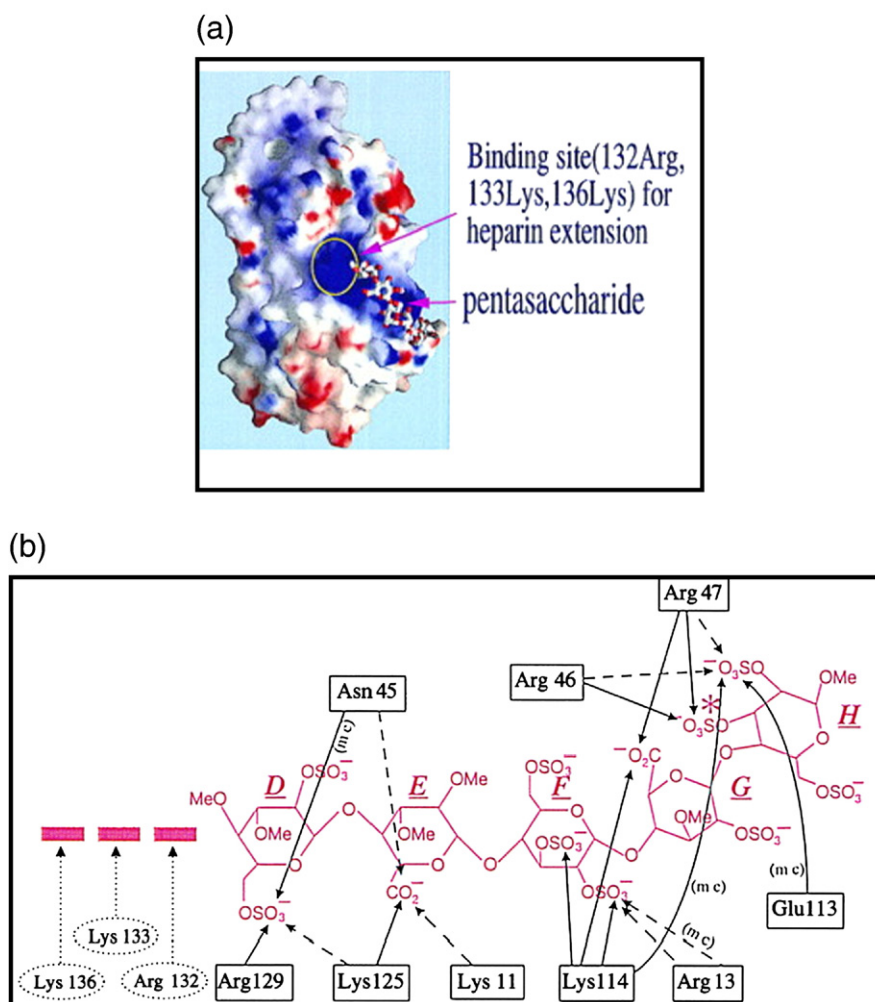 (a)
Binding site(132Arg,
133Lys,136Lys) for
heparin extension
pentasaccharide
(b)
Arg 47
Asn 45
Arg 46
(m c)
⁻O₃SO
OMe
*
⁻O₃SO
H
D
OSO₃⁻
E
OMe
F
OSO₃⁻
⁻O₂C
G
MeO
OMe
OMe
OSO₃⁻
OMe
OSO₃⁻
OSO₃⁻
OSO₃⁻
CO₂⁻
OSO₃⁻
(m c)
(m c)
(m c)
Glu113
Lys 133
Lys 136
Arg 132
Arg129
Lys125
Lys 11
Lys114
Arg 13
O
O
O
O
O
O
O
O
O